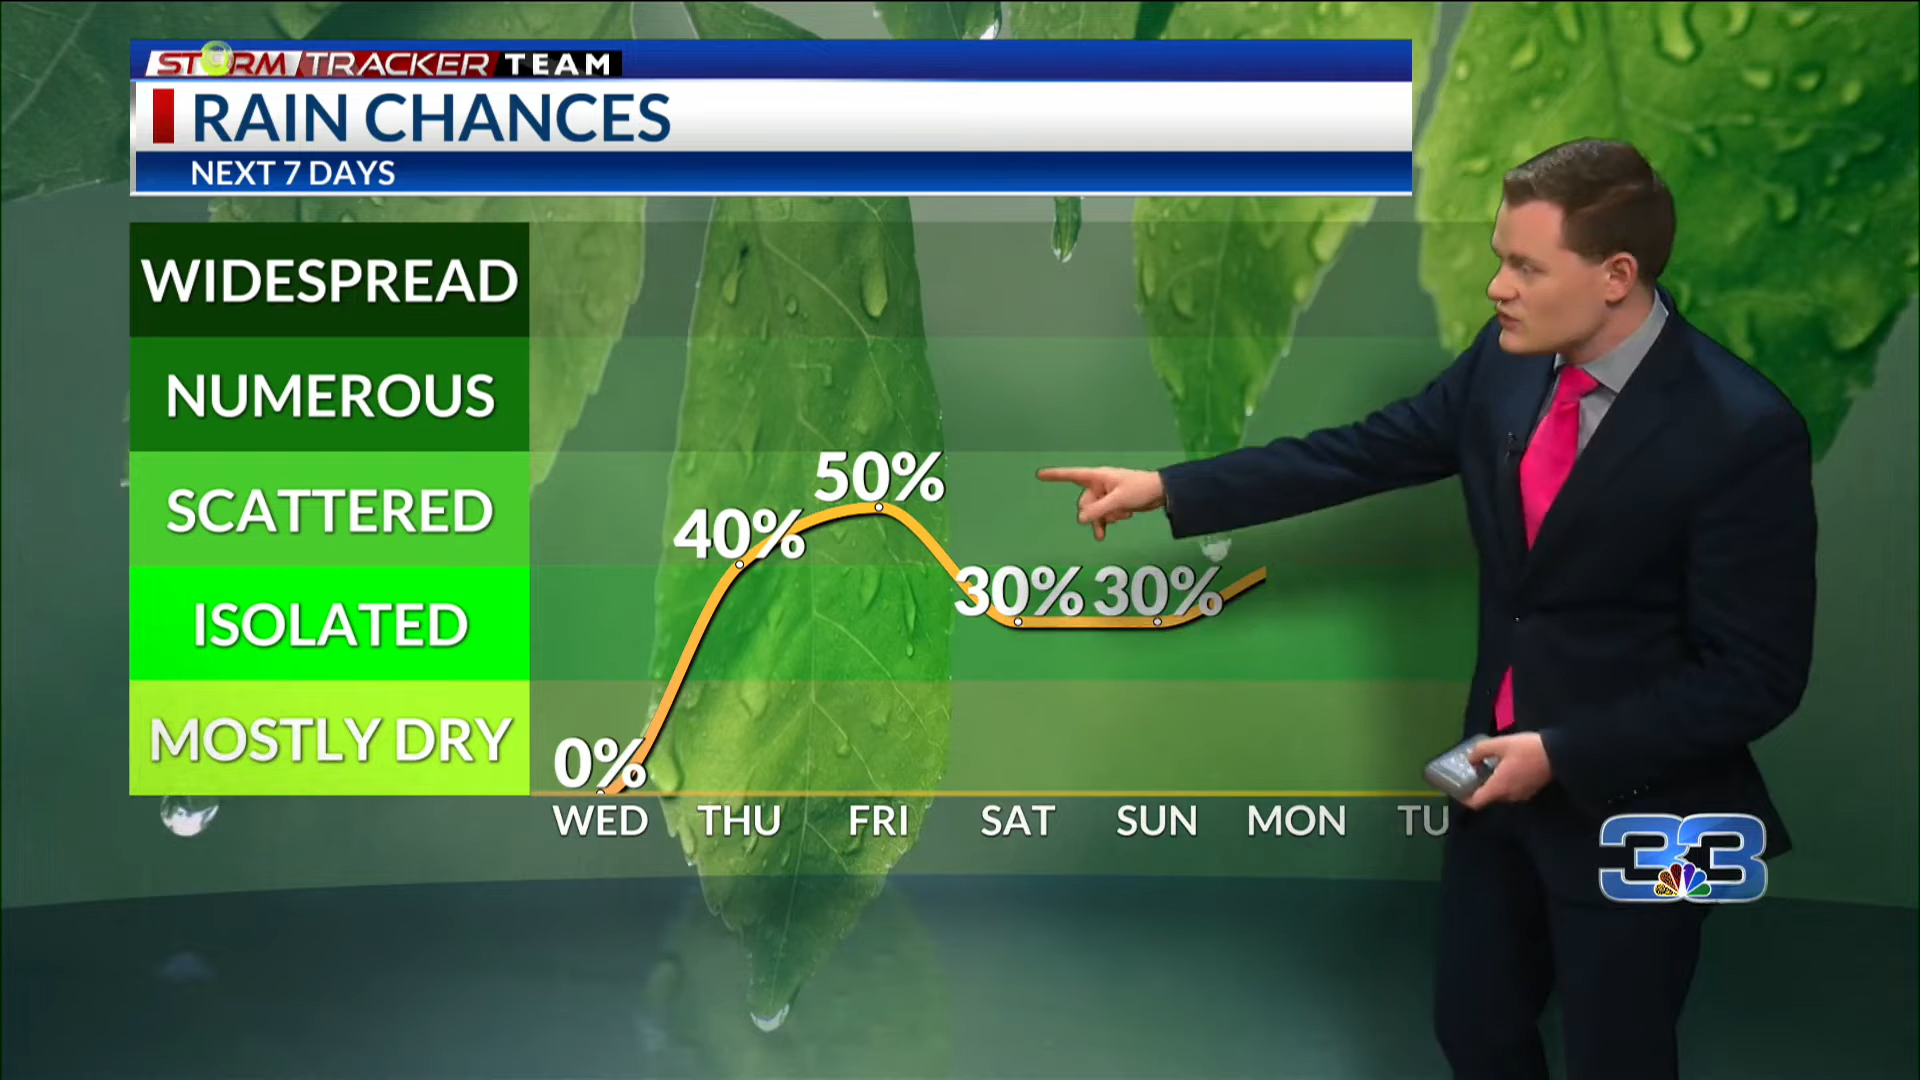 STORM TRACKER TEAM
RAIN CHANCES
NEXT 7 DAYS
WIDESPREAD
NUMEROUS
SCATTERED
ISOLATED
MOSTLY DRY
50%
40%
30% 30%
0%
WED THU FRI SAT SUN MON TU
33